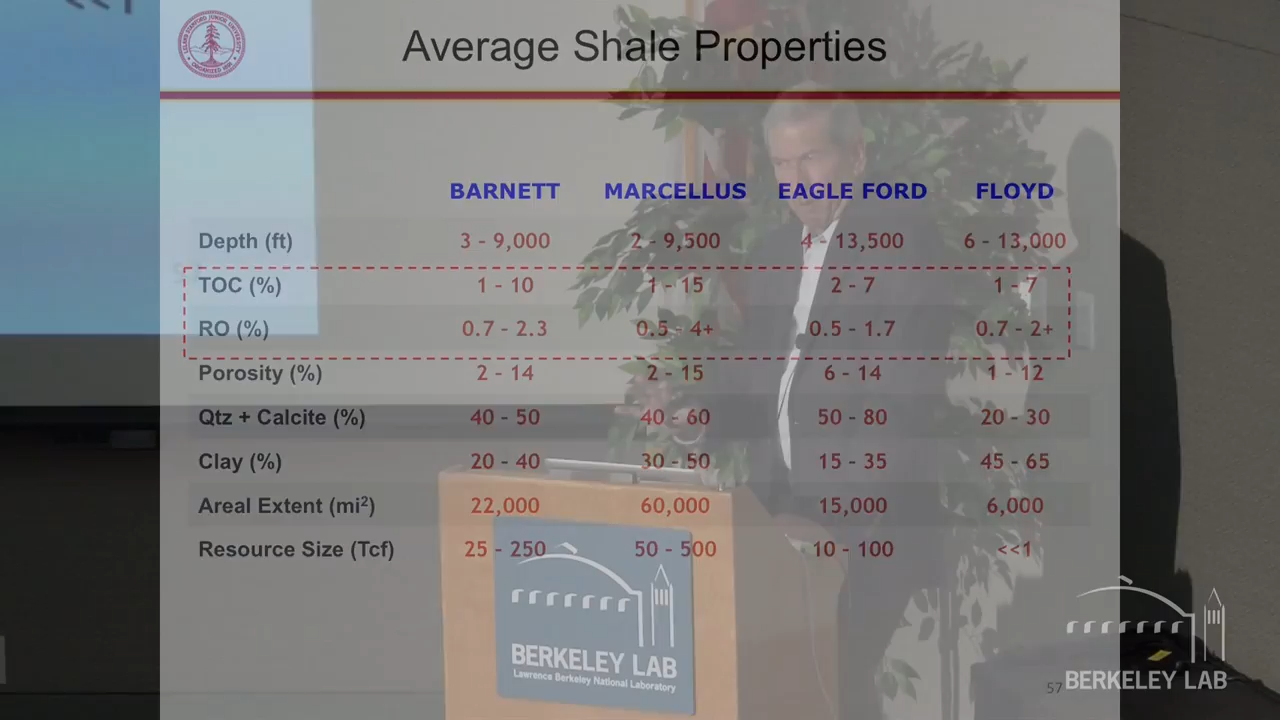 Average Shale Properties
BARNETT MARCELLUS EAGLE FORD FLOYD
Depth (ft) 3 - 9,000 2 - 9,500 4 - 13,500 6 - 13,000
TOC (%) 1 - 10 1 - 15 2 - 7 1 - 7
RO (%) 0.7 - 2.3 0.5 - 4+ 0.5 - 1.7 0.7 - 2+
Porosity (%) 2 - 14 2 - 15 6 - 14 1 - 12
Qtz + Calcite (%) 40 - 50 40 - 60 50 - 80 20 - 30
Clay (%) 20 - 40 30 - 50 15 - 35 45 - 65
Areal Extent (mi²) 22,000 60,000 15,000 6,000
Resource Size (Tcf) 25 - 250 50 - 500 10 - 100 <<1
BERKELEY LAB
Lawrence Berkeley National Laboratory
57
BERKELEY LAB